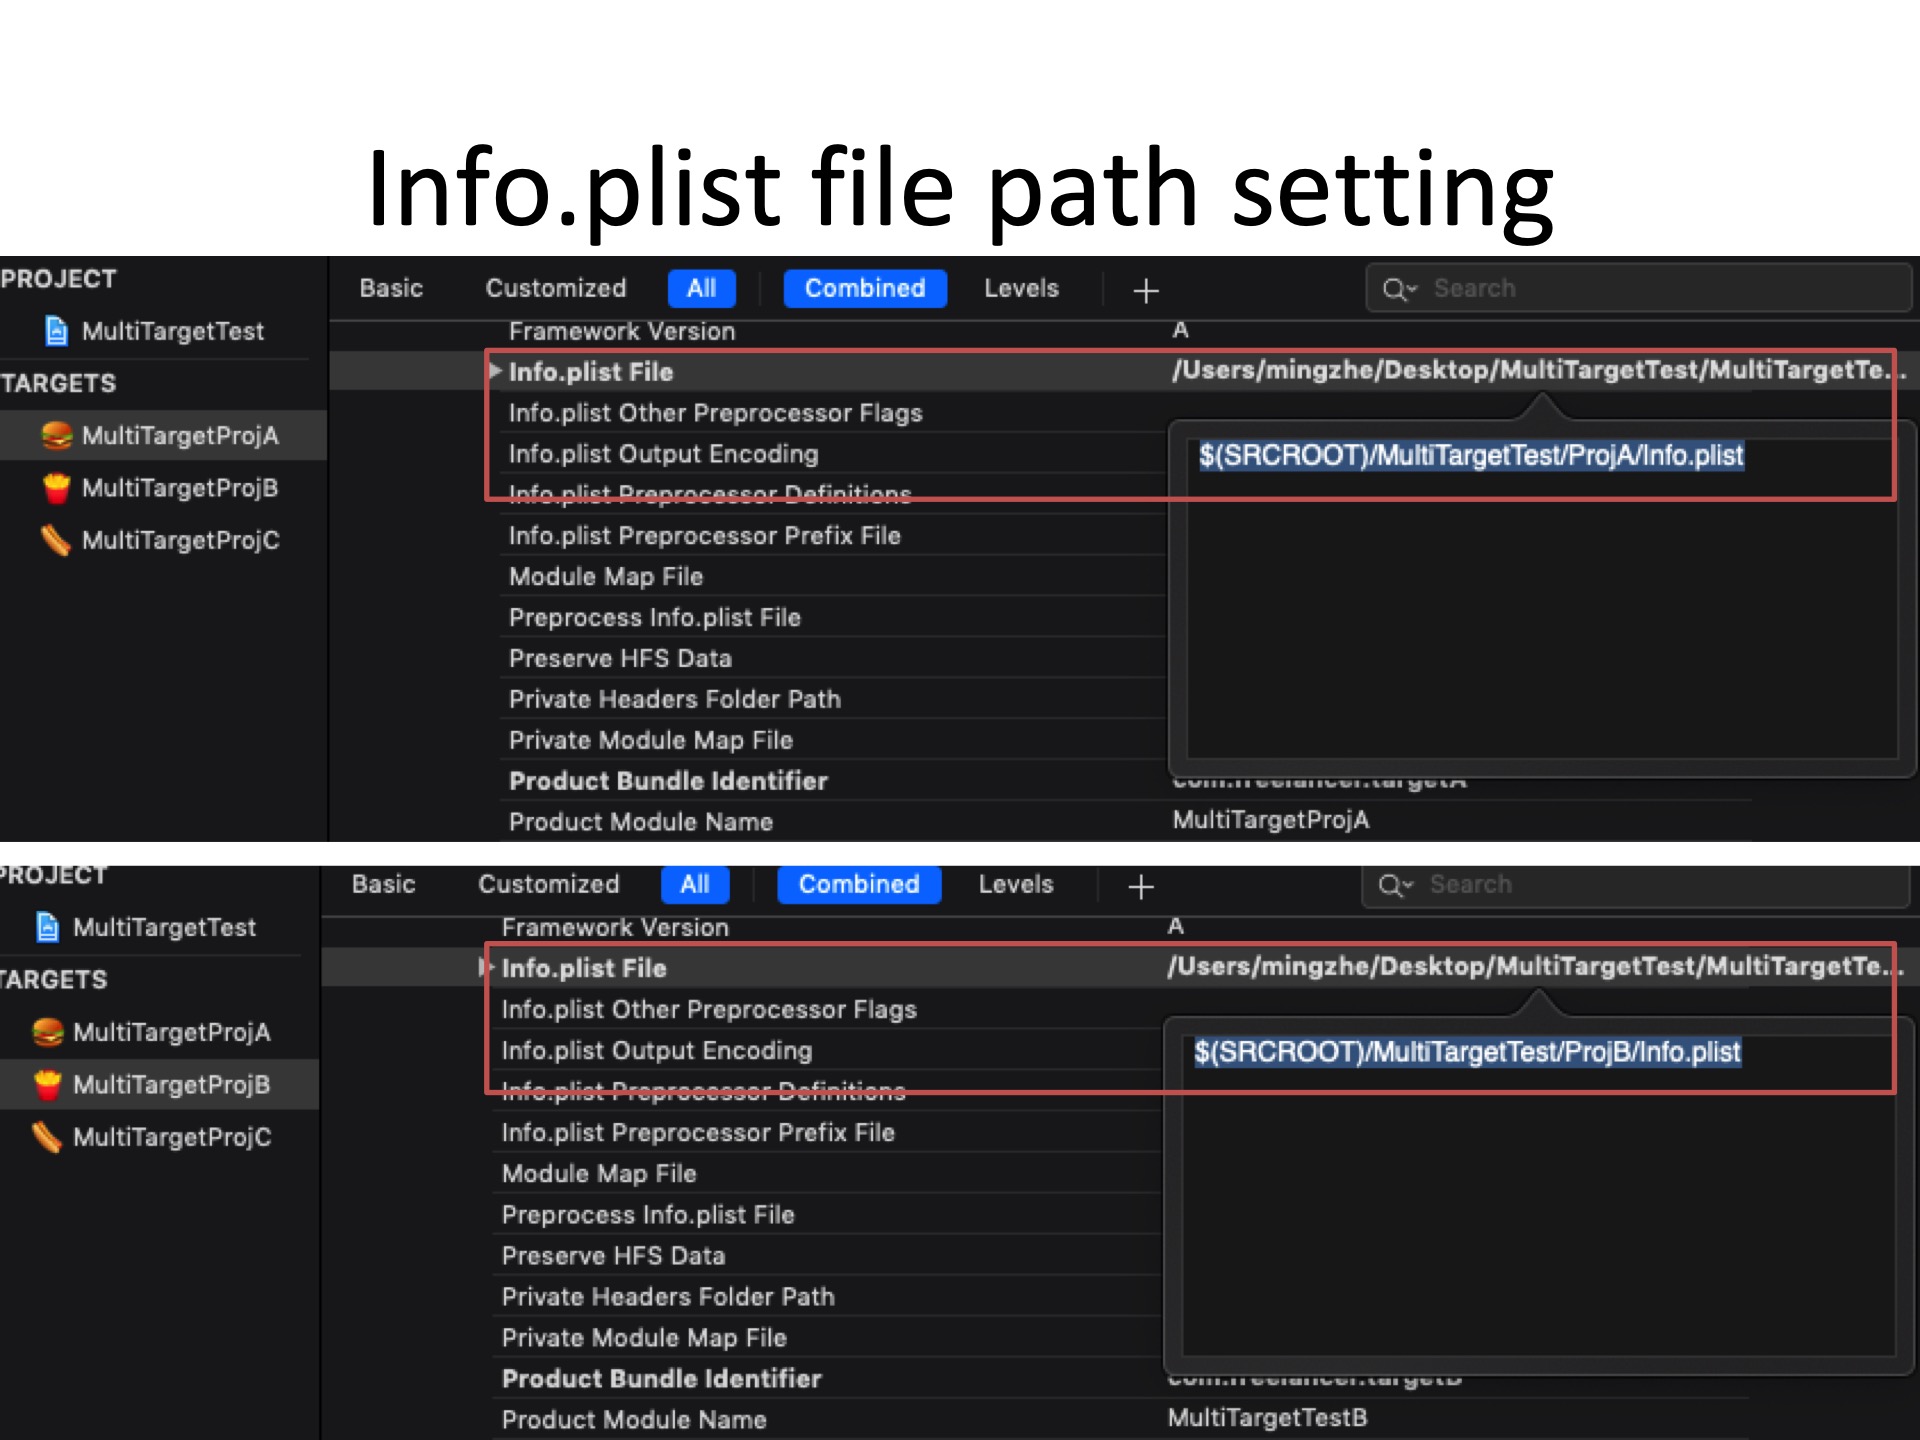 Info.plist file path setting
PROJECT
Basic Customized All Combined Levels + Search
MultiTargetTest
Framework Version A
TARGETS
Info.plist File /Users/mingzhe/Desktop/MultiTargetTest/MultiTargetTe...
Info.plist Other Preprocessor Flags
MultiTargetProjA
Info.plist Output Encoding $(SRCROOT)/MultiTargetTest/ProjA/Info.plist
MultiTargetProjB
Info.plist Preprocessor Definitions
MultiTargetProjC
Info.plist Preprocessor Prefix File
Module Map File
Preprocess Info.plist File
Preserve HFS Data
Private Headers Folder Path
Private Module Map File
Product Bundle Identifier com.freelancer.targetA
Product Module Name MultiTargetProjA
PROJECT
Basic Customized All Combined Levels + Search
MultiTargetTest
Framework Version A
TARGETS
Info.plist File /Users/mingzhe/Desktop/MultiTargetTest/MultiTargetTe...
Info.plist Other Preprocessor Flags
MultiTargetProjA
Info.plist Output Encoding $(SRCROOT)/MultiTargetTest/ProjB/Info.plist
MultiTargetProjB
Info.plist Preprocessor Definitions
MultiTargetProjC
Info.plist Preprocessor Prefix File
Module Map File
Preprocess Info.plist File
Preserve HFS Data
Private Headers Folder Path
Private Module Map File
Product Bundle Identifier com.freelancer.targetB
Product Module Name MultiTargetTestB